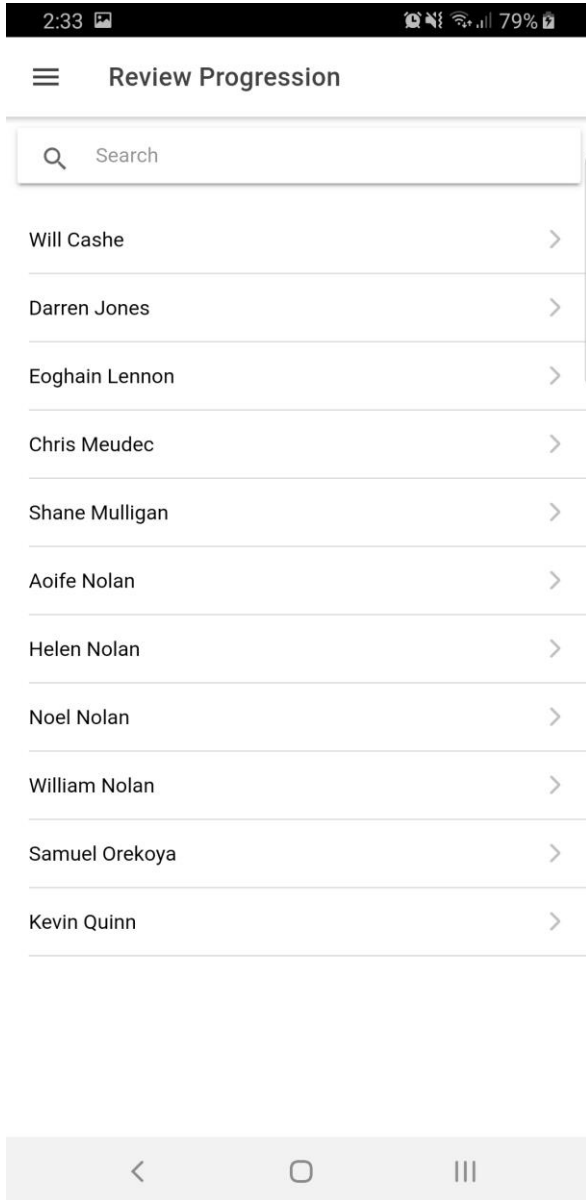 2:33 79%
Review Progression
Search
Will Cashe
Darren Jones
Eoghain Lennon
Chris Meudec
Shane Mulligan
Aoife Nolan
Helen Nolan
Noel Nolan
William Nolan
Samuel Orekoya
Kevin Quinn